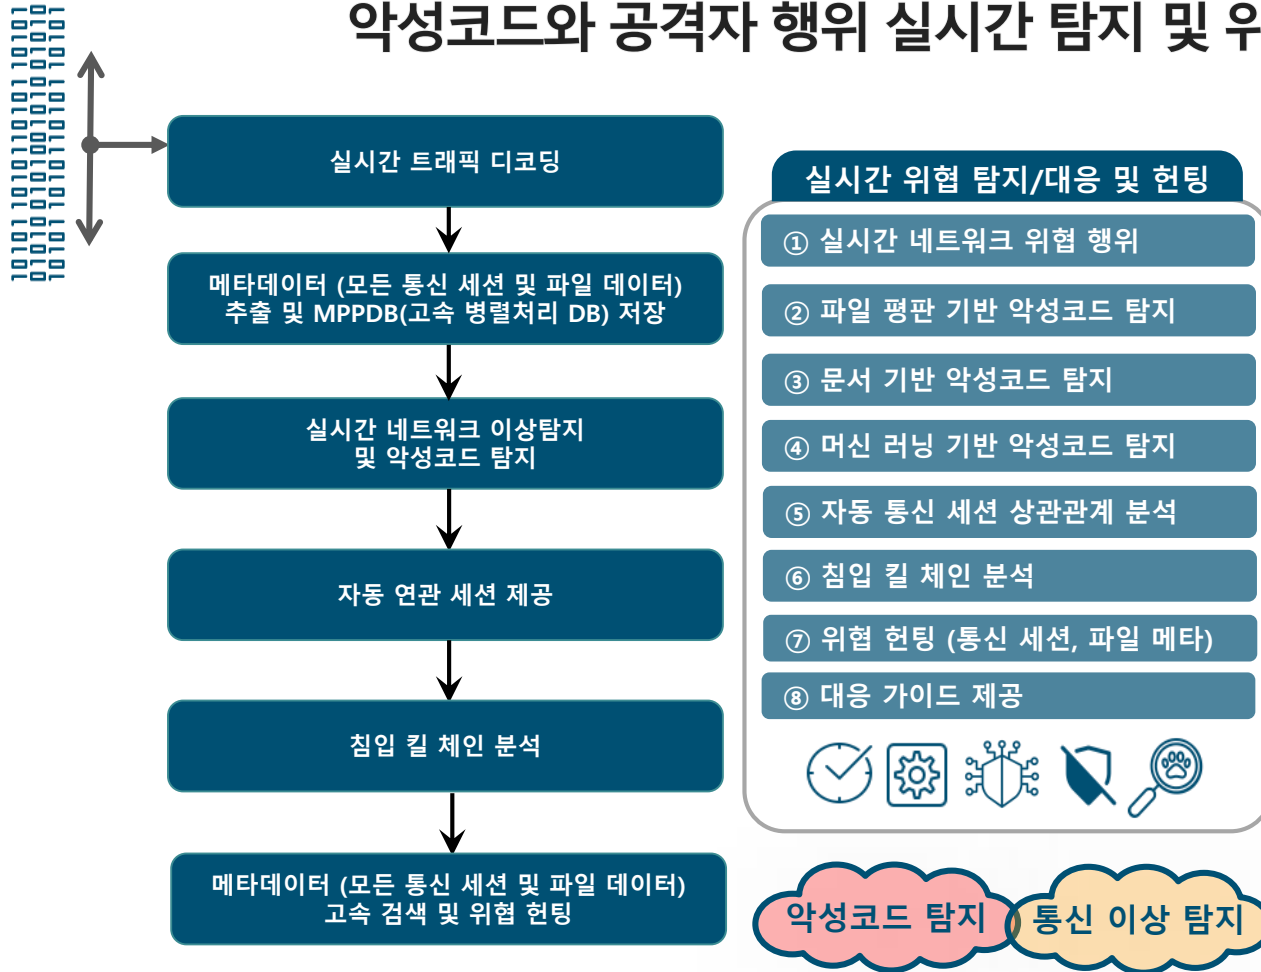 악성코드와 공격자 행위 실시간 탐지 및 위
실시간 트래픽 디코딩
메타데이터 (모든 통신 세션 및 파일 데이터)
추출 및 MPPDB(고속 병렬처리 DB) 저장
실시간 네트워크 이상탐지
및 악성코드 탐지
자동 연관 세션 제공
침입 킬 체인 분석
메타데이터 (모든 통신 세션 및 파일 데이터)
고속 검색 및 위협 헌팅
실시간 위협 탐지/대응 및 헌팅
① 실시간 네트워크 위협 행위
② 파일 평판 기반 악성코드 탐지
③ 문서 기반 악성코드 탐지
④ 머신 러닝 기반 악성코드 탐지
⑤ 자동 통신 세션 상관관계 분석
⑥ 침입 킬 체인 분석
⑦ 위협 헌팅 (통신 세션, 파일 메타)
⑧ 대응 가이드 제공
악성코드 탐지
통신 이상 탐지